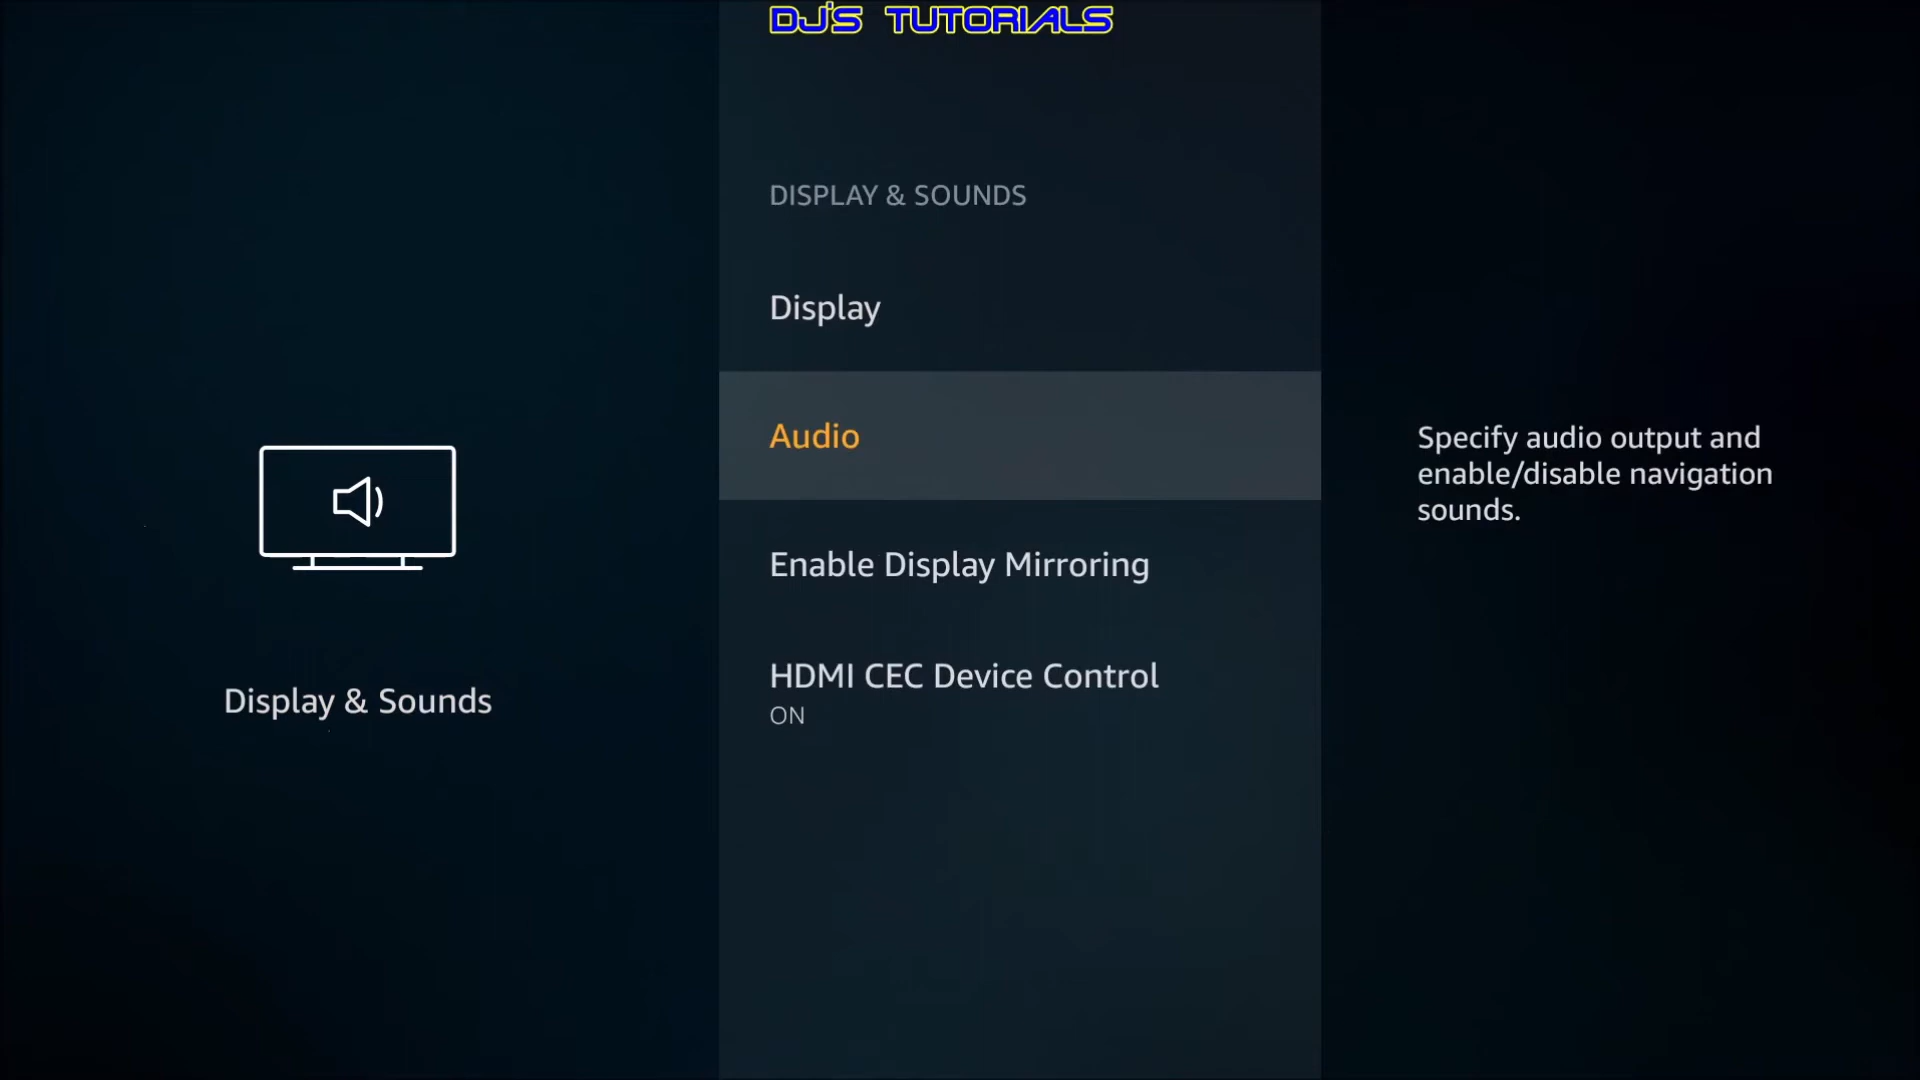 DJ'S TUTORIALS
DISPLAY & SOUNDS
Display
Audio
Enable Display Mirroring
HDMI CEC Device Control
ON
Display & Sounds
Specify audio output and
enable/disable navigation
sounds.